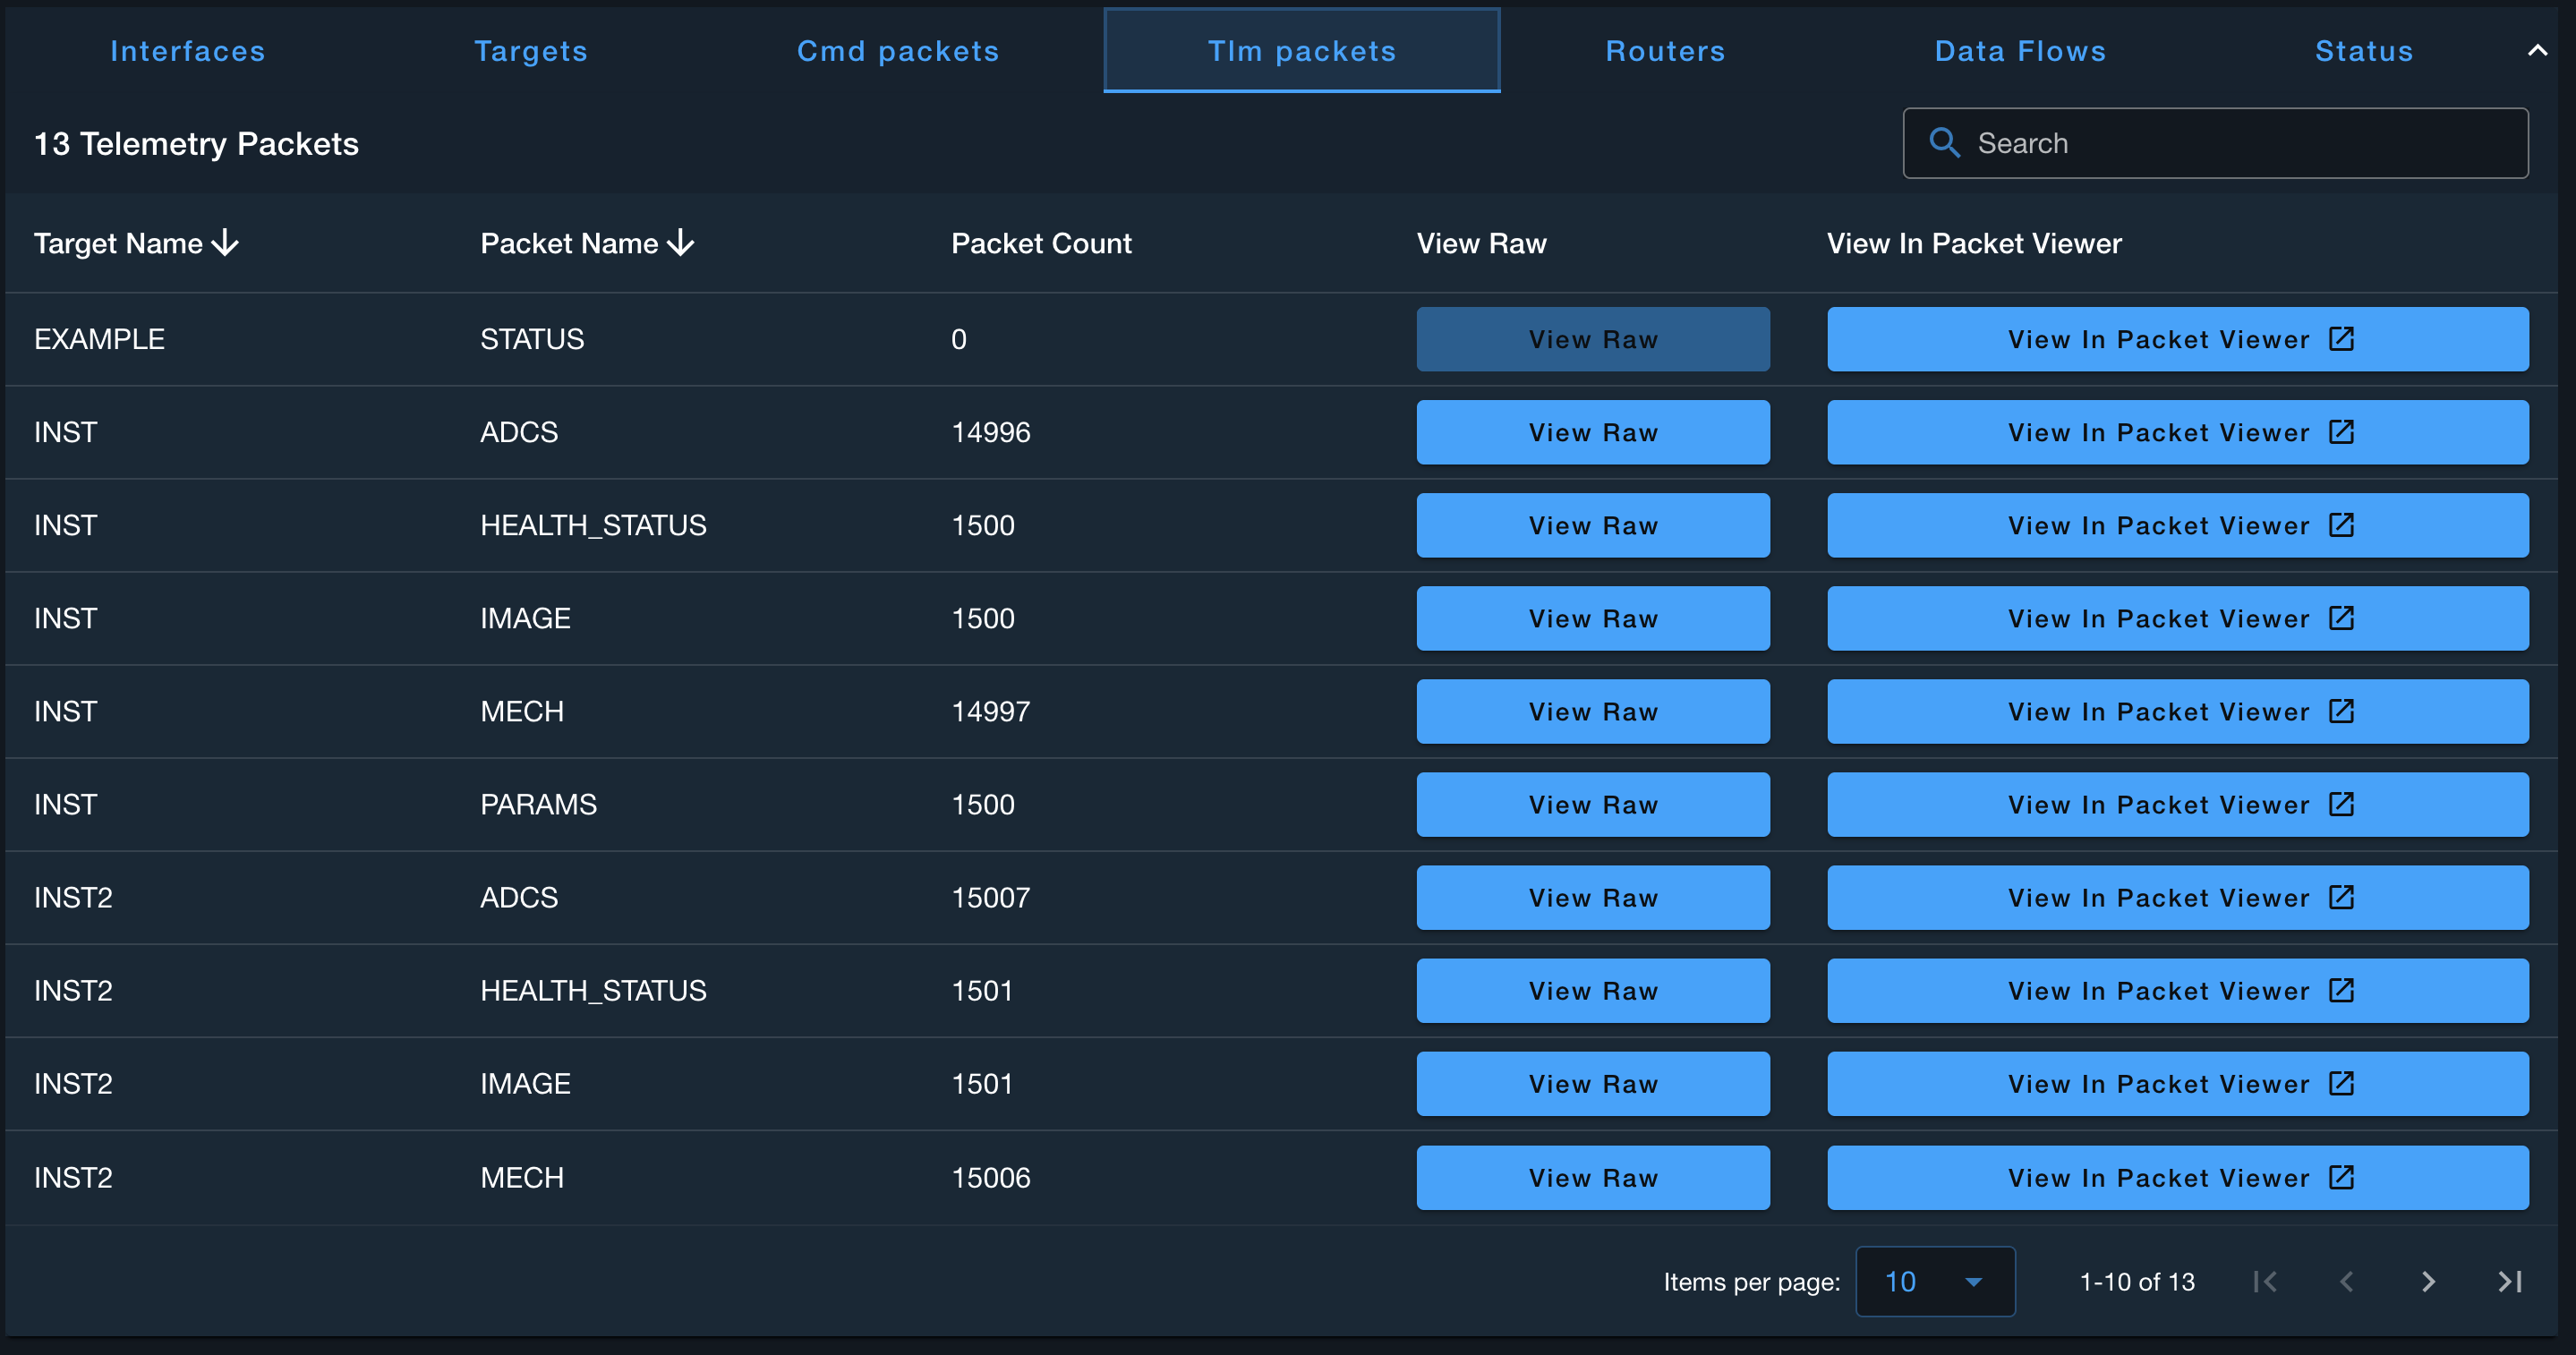 Interfaces Targets Cmd packets Tlm packets Routers Data Flows Status
13 Telemetry Packets Search
Target Name Packet Name Packet Count View Raw View In Packet Viewer
EXAMPLE STATUS 0 View Raw View In Packet Viewer
INST ADCS 14996 View Raw View In Packet Viewer
INST HEALTH_STATUS 1500 View Raw View In Packet Viewer
INST IMAGE 1500 View Raw View In Packet Viewer
INST MECH 14997 View Raw View In Packet Viewer
INST PARAMS 1500 View Raw View In Packet Viewer
INST2 ADCS 15007 View Raw View In Packet Viewer
INST2 HEALTH_STATUS 1501 View Raw View In Packet Viewer
INST2 IMAGE 1501 View Raw View In Packet Viewer
INST2 MECH 15006 View Raw View In Packet Viewer
Items per page: 10 1-10 of 13